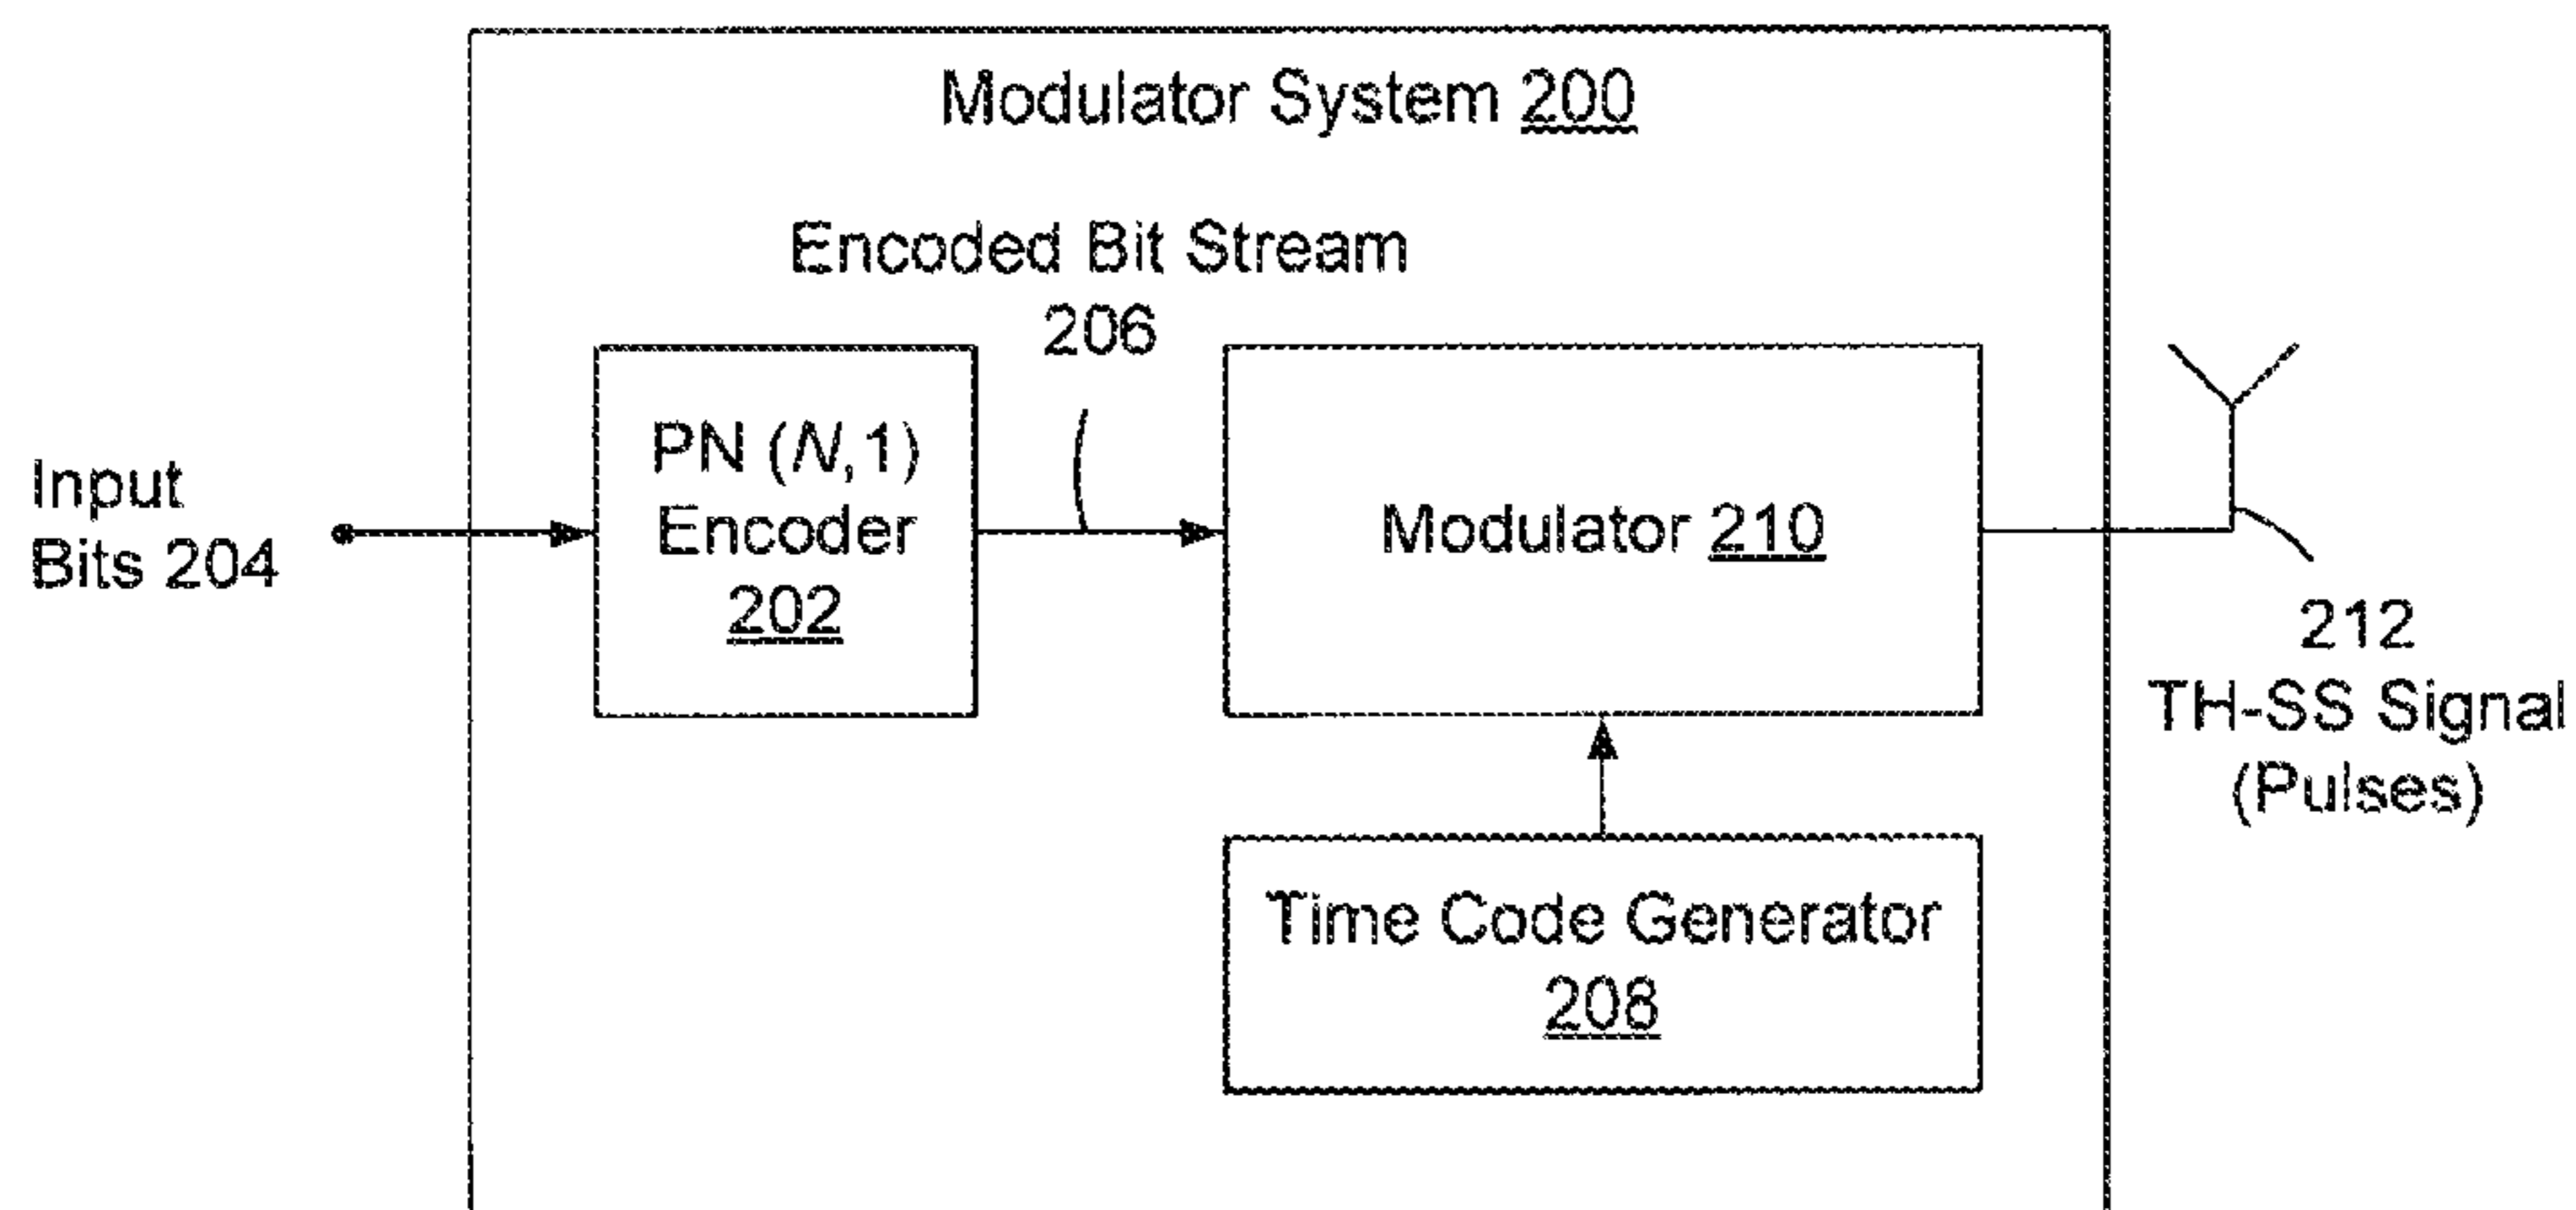 Modulator System 200
Encoded Bit Stream
206
Input
Bits 204
PN (N,1)
Encoder
202
Modulator 210
212
TH-SS Signal
(Pulses)
Time Code Generator
208